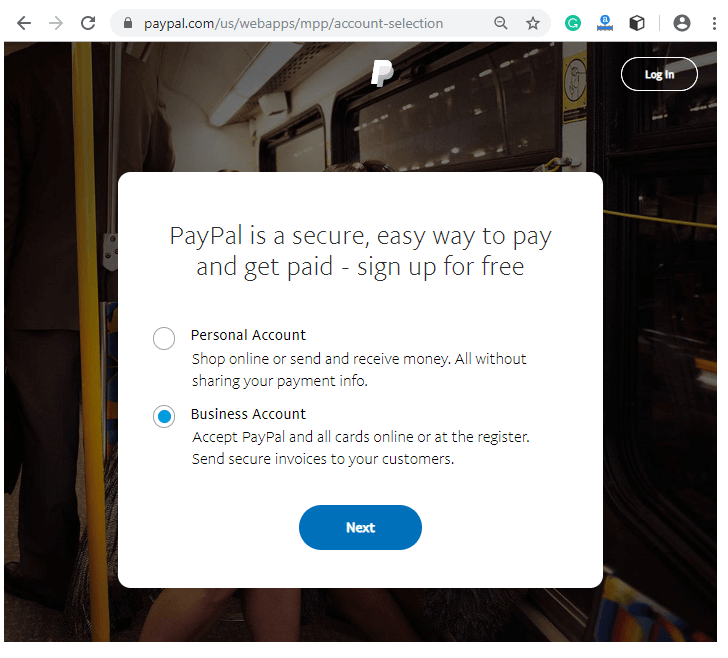 paypal.com/us/webapps/mpp/account-selection
Log In
PayPal is a secure, easy way to pay
and get paid - sign up for free
Personal Account
Shop online or send and receive money. All without
sharing your payment info.
Business Account
Accept PayPal and all cards online or at the register.
Send secure invoices to your customers.
Next